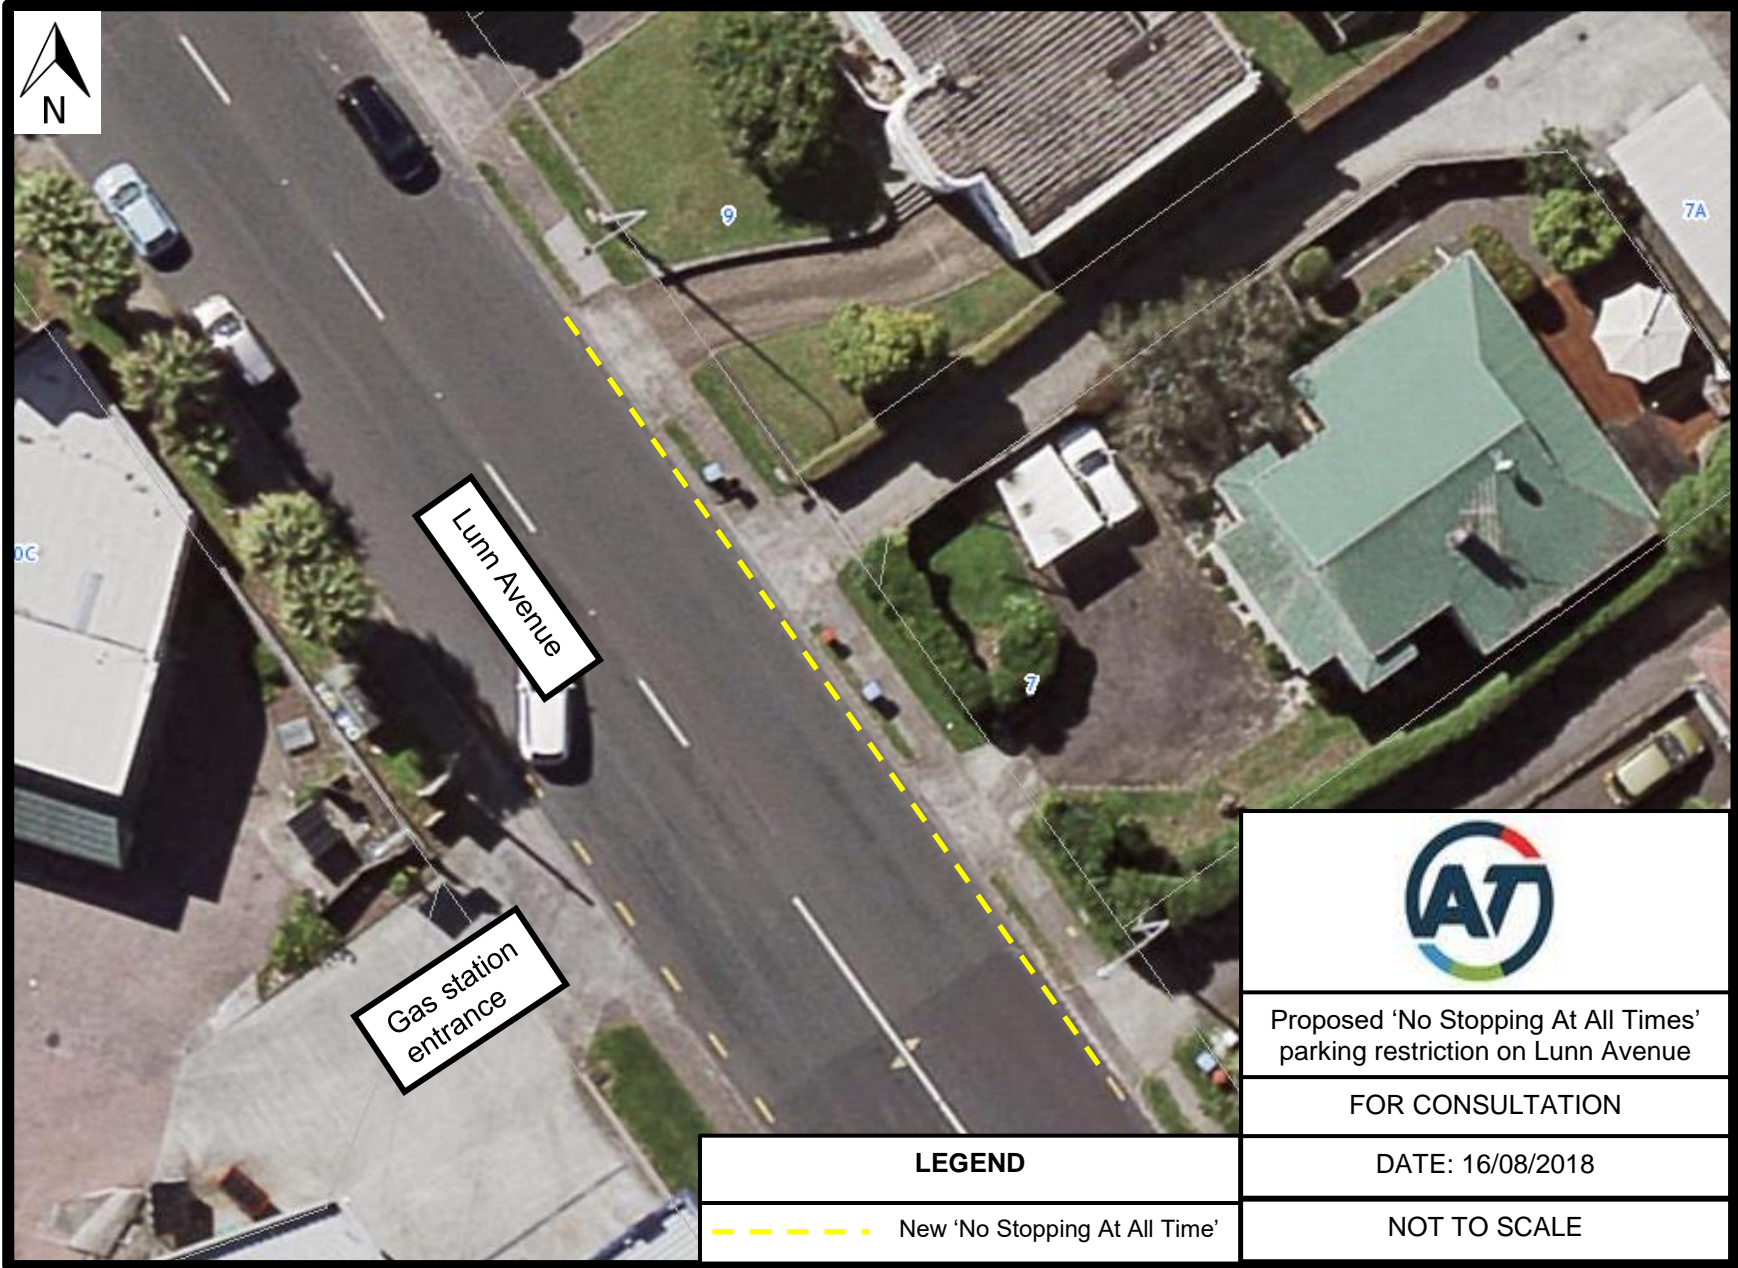 N
9
7A
0C
Lunn Avenue
7
Gas station
entrance
AT
Proposed ‘No Stopping At All Times’
parking restriction on Lunn Avenue
FOR CONSULTATION
DATE: 16/08/2018
NOT TO SCALE
LEGEND
New ‘No Stopping At All Time’